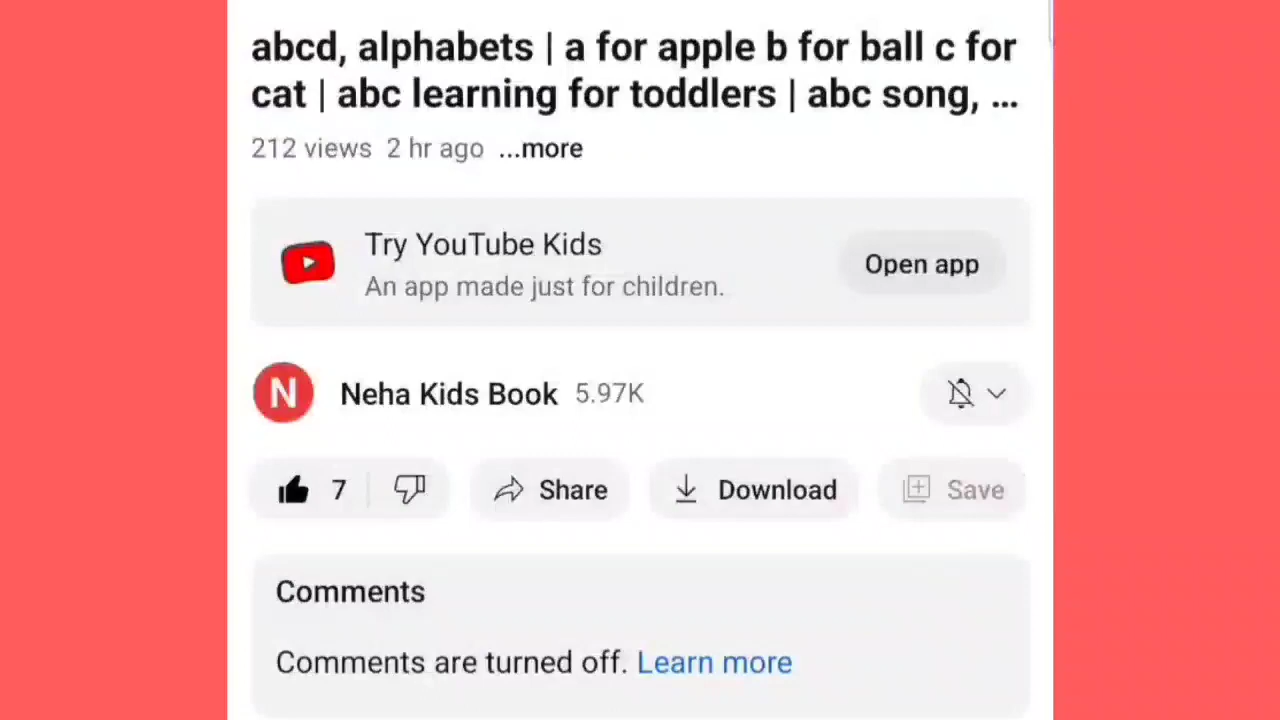 abcd, alphabets | a for apple b for ball c for
cat | abc learning for toddlers | abc song, ...
212 views 2 hr ago ...more
Try YouTube Kids
An app made just for children.
Open app
N
Neha Kids Book 5.97K
7
Share
Download
Save
Comments
Comments are turned off. Learn more